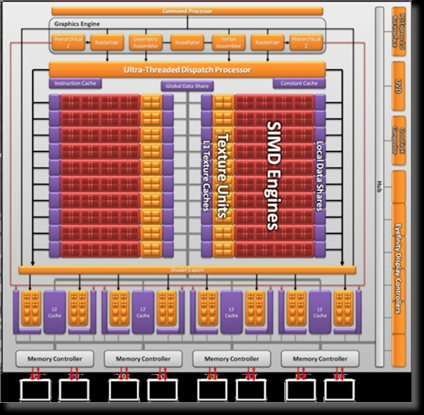 Command Processor
Graphics Engine
Hierarchical
Z
Rasterizer
Geometry
Assembler
Tessellator
Vertex
Assembler
Rasterizer
Hierarchical
Z
Ultra-Threaded Dispatch Processor
Instruction Cache
Global Data Share
Constant Cache
L1 Texture Caches
Texture Units
SIMD Engines
Local Data Shares
Shader Export
L2
Cache
L2
Cache
L2
Cache
L2
Cache
Memory Controller
Memory Controller
Memory Controller
Memory Controller
Hub
UVD
CrossFireX
Compositor
Eyefinity Display Controllers